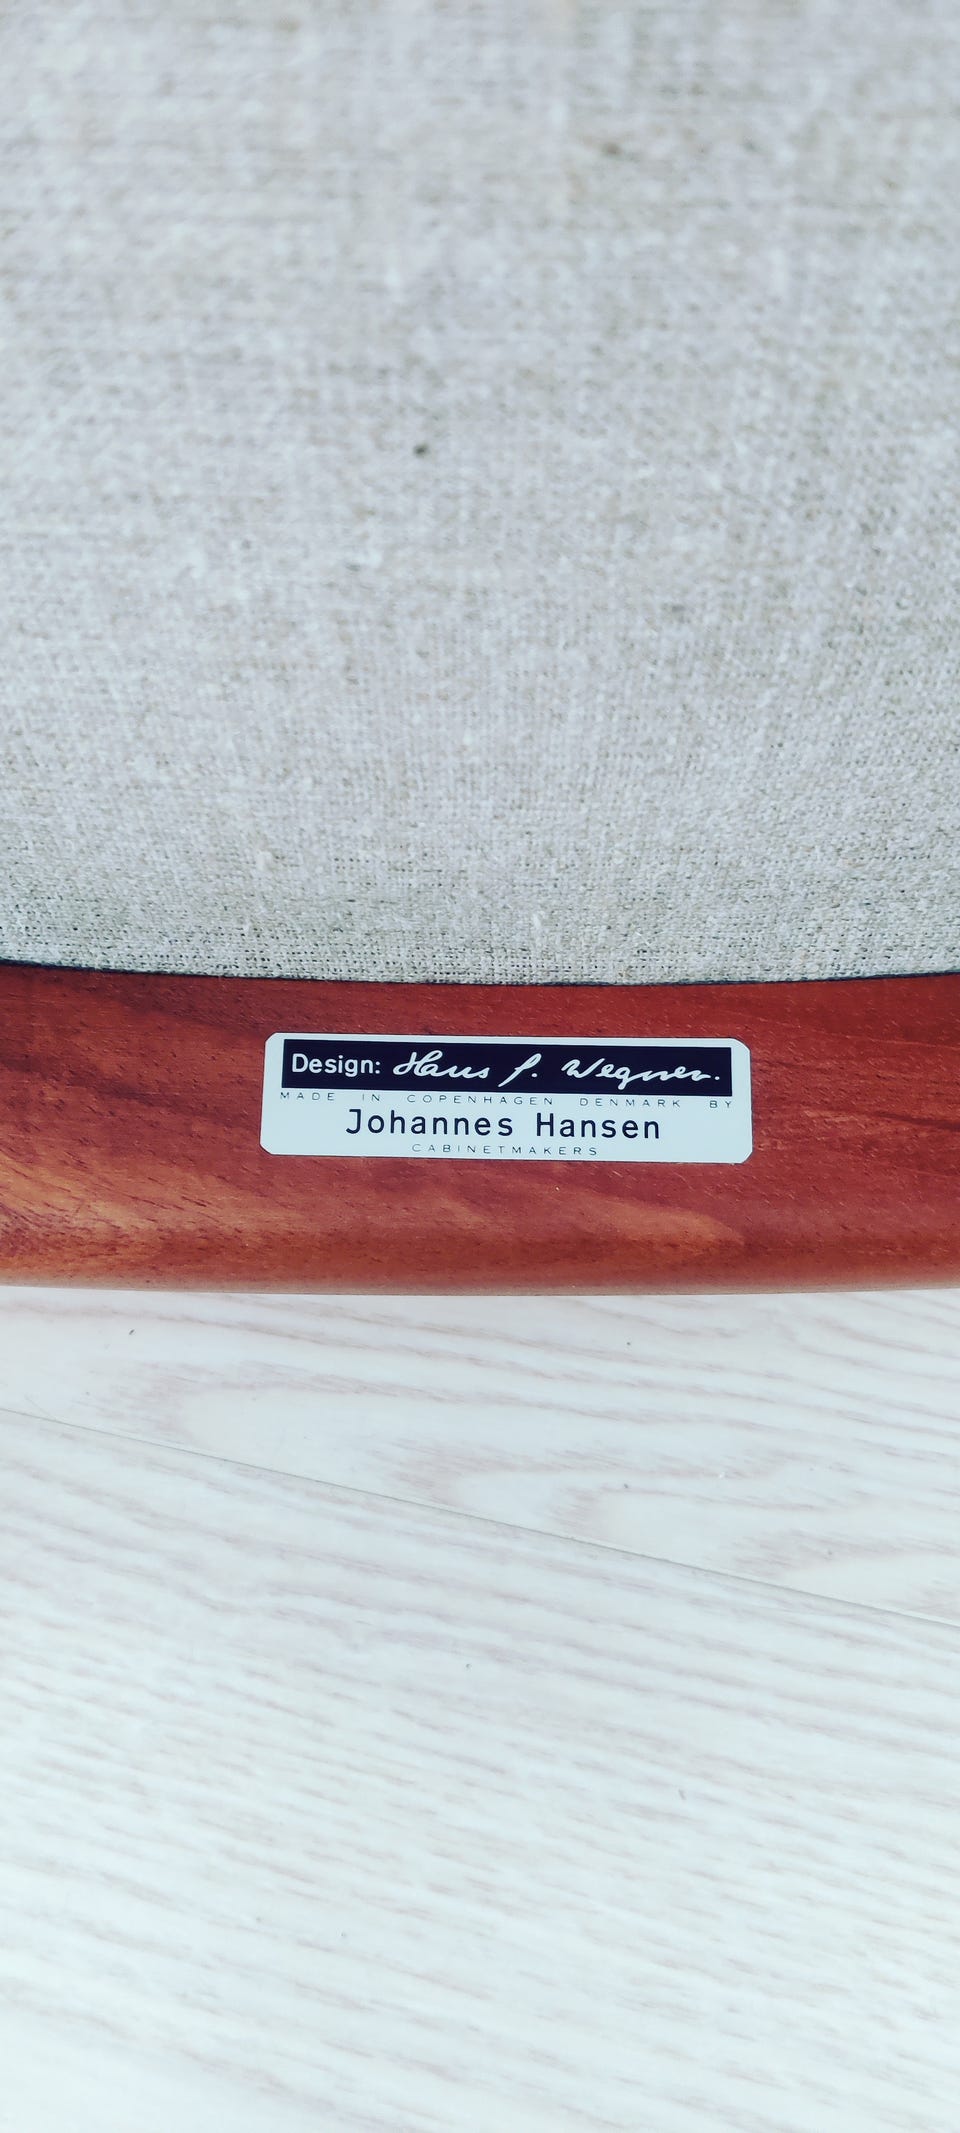 Design: Hans J. Wegner.
MADE IN COPENHAGEN DENMARK BY
Johannes Hansen
CABINETMAKERS